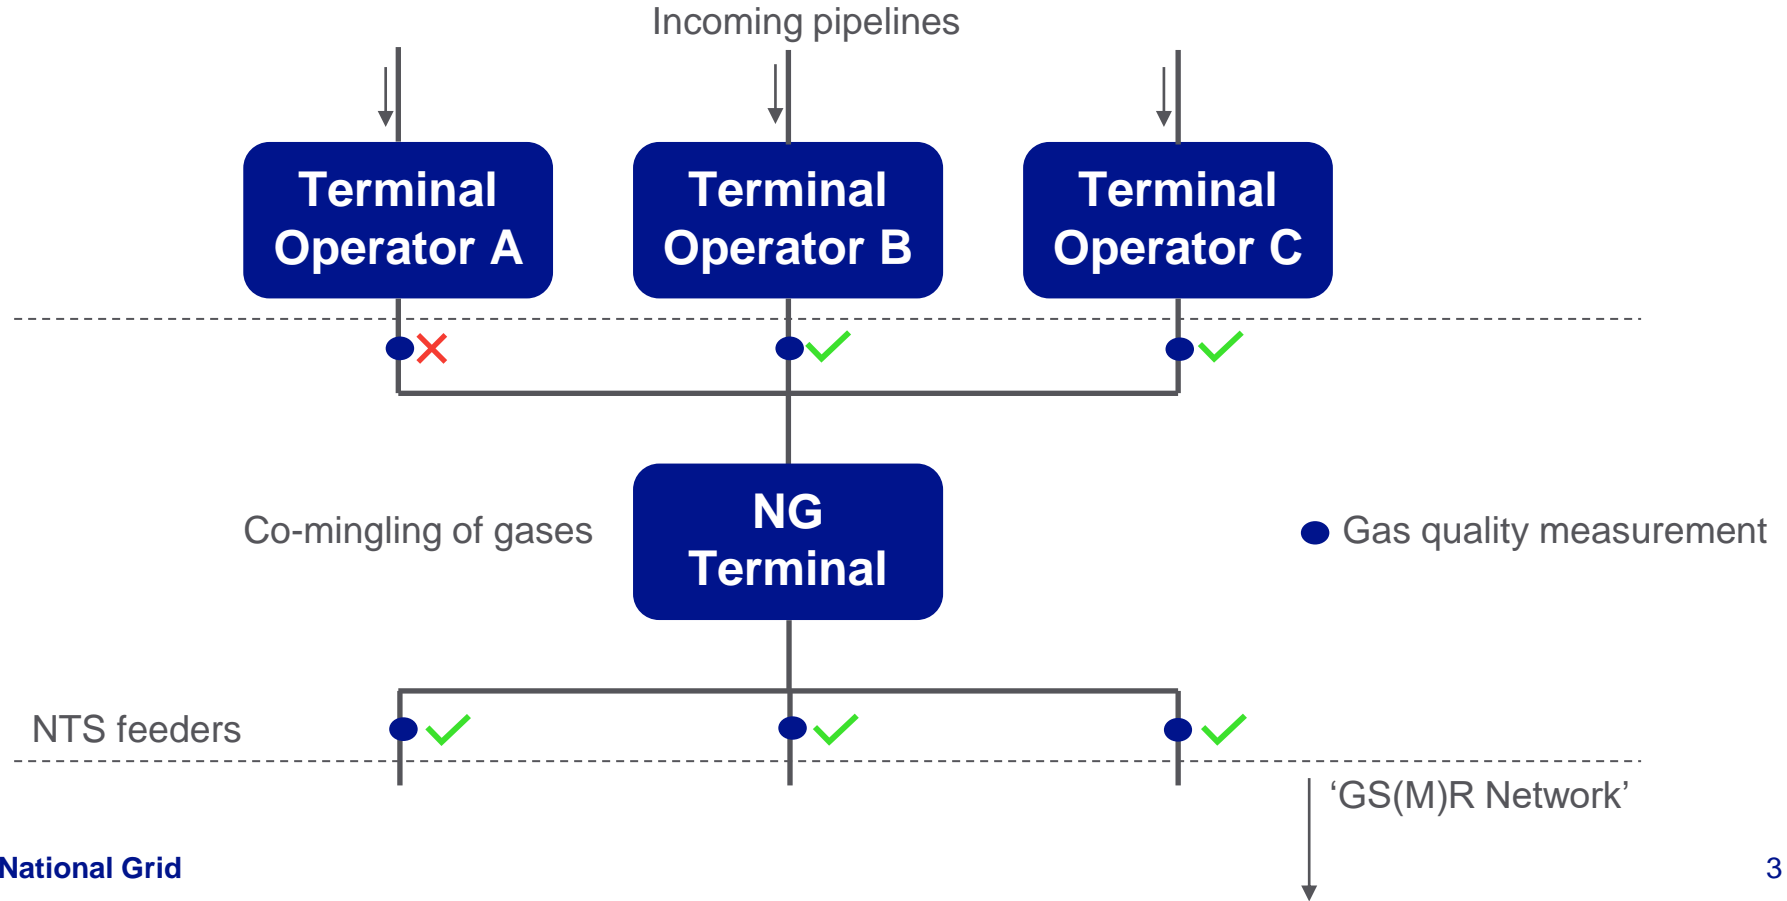 Incoming pipelines
Terminal
Operator A
Terminal
Operator B
Terminal
Operator C
Co-mingling of gases
NG
Terminal
Gas quality measurement
NTS feeders
‘GS(M)R Network’
National Grid
3